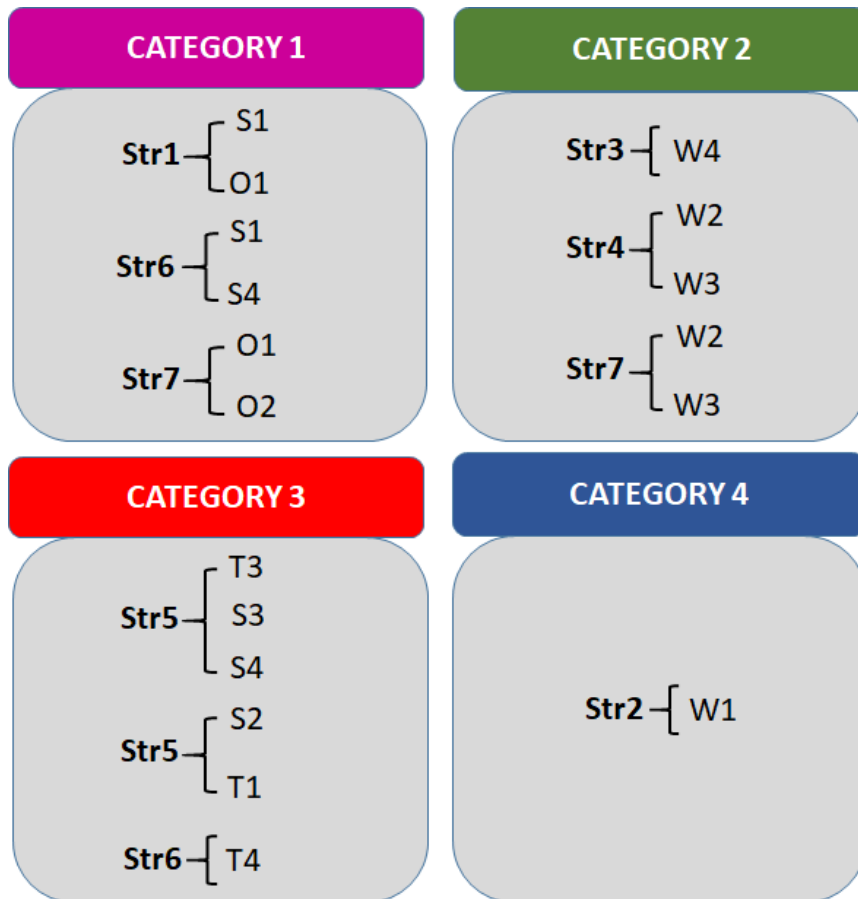 CATEGORY 1
Str1
S1
O1
Str6
S1
S4
Str7
O1
O2
CATEGORY 2
Str3
W4
Str4
W2
W3
Str7
W2
W3
CATEGORY 3
Str5
T3
S3
S4
Str5
S2
T1
Str6
T4
CATEGORY 4
Str2
W1